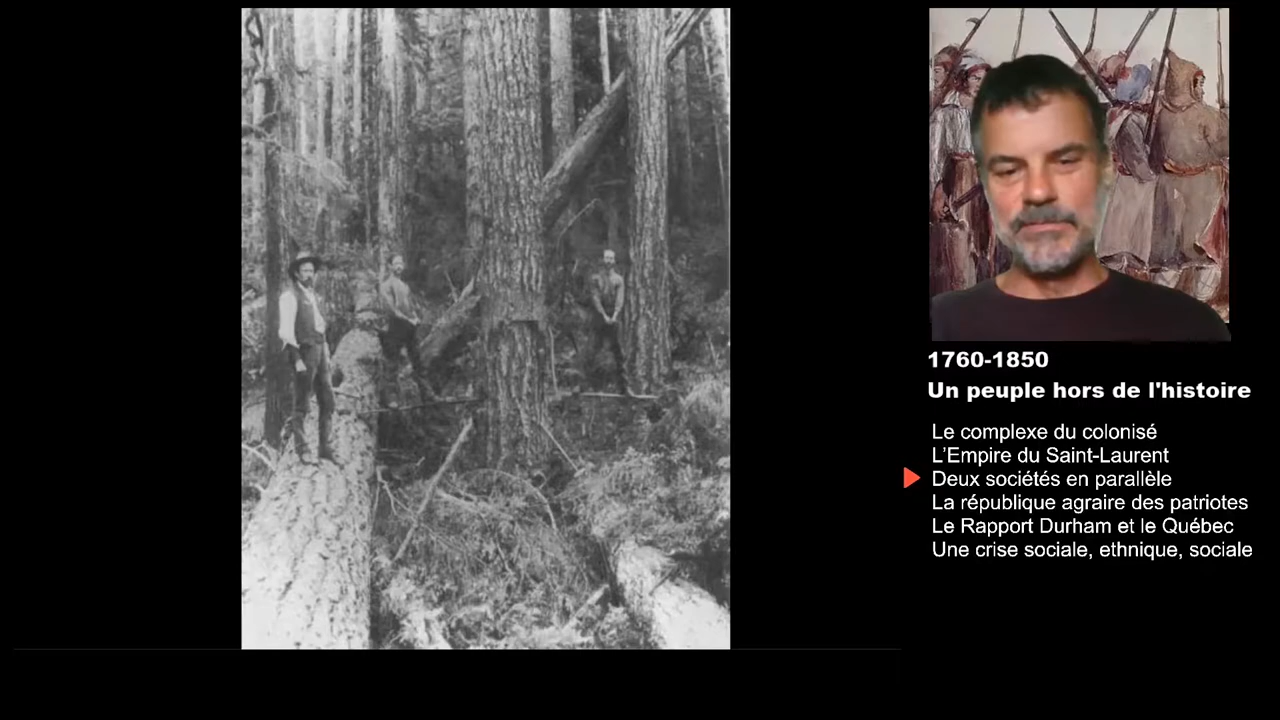 1760-1850
Un peuple hors de l'histoire
Le complexe du colonisé
L'Empire du Saint-Laurent
Deux sociétés en parallèle
La république agraire des patriotes
Le Rapport Durham et le Québec
Une crise sociale, ethnique, sociale